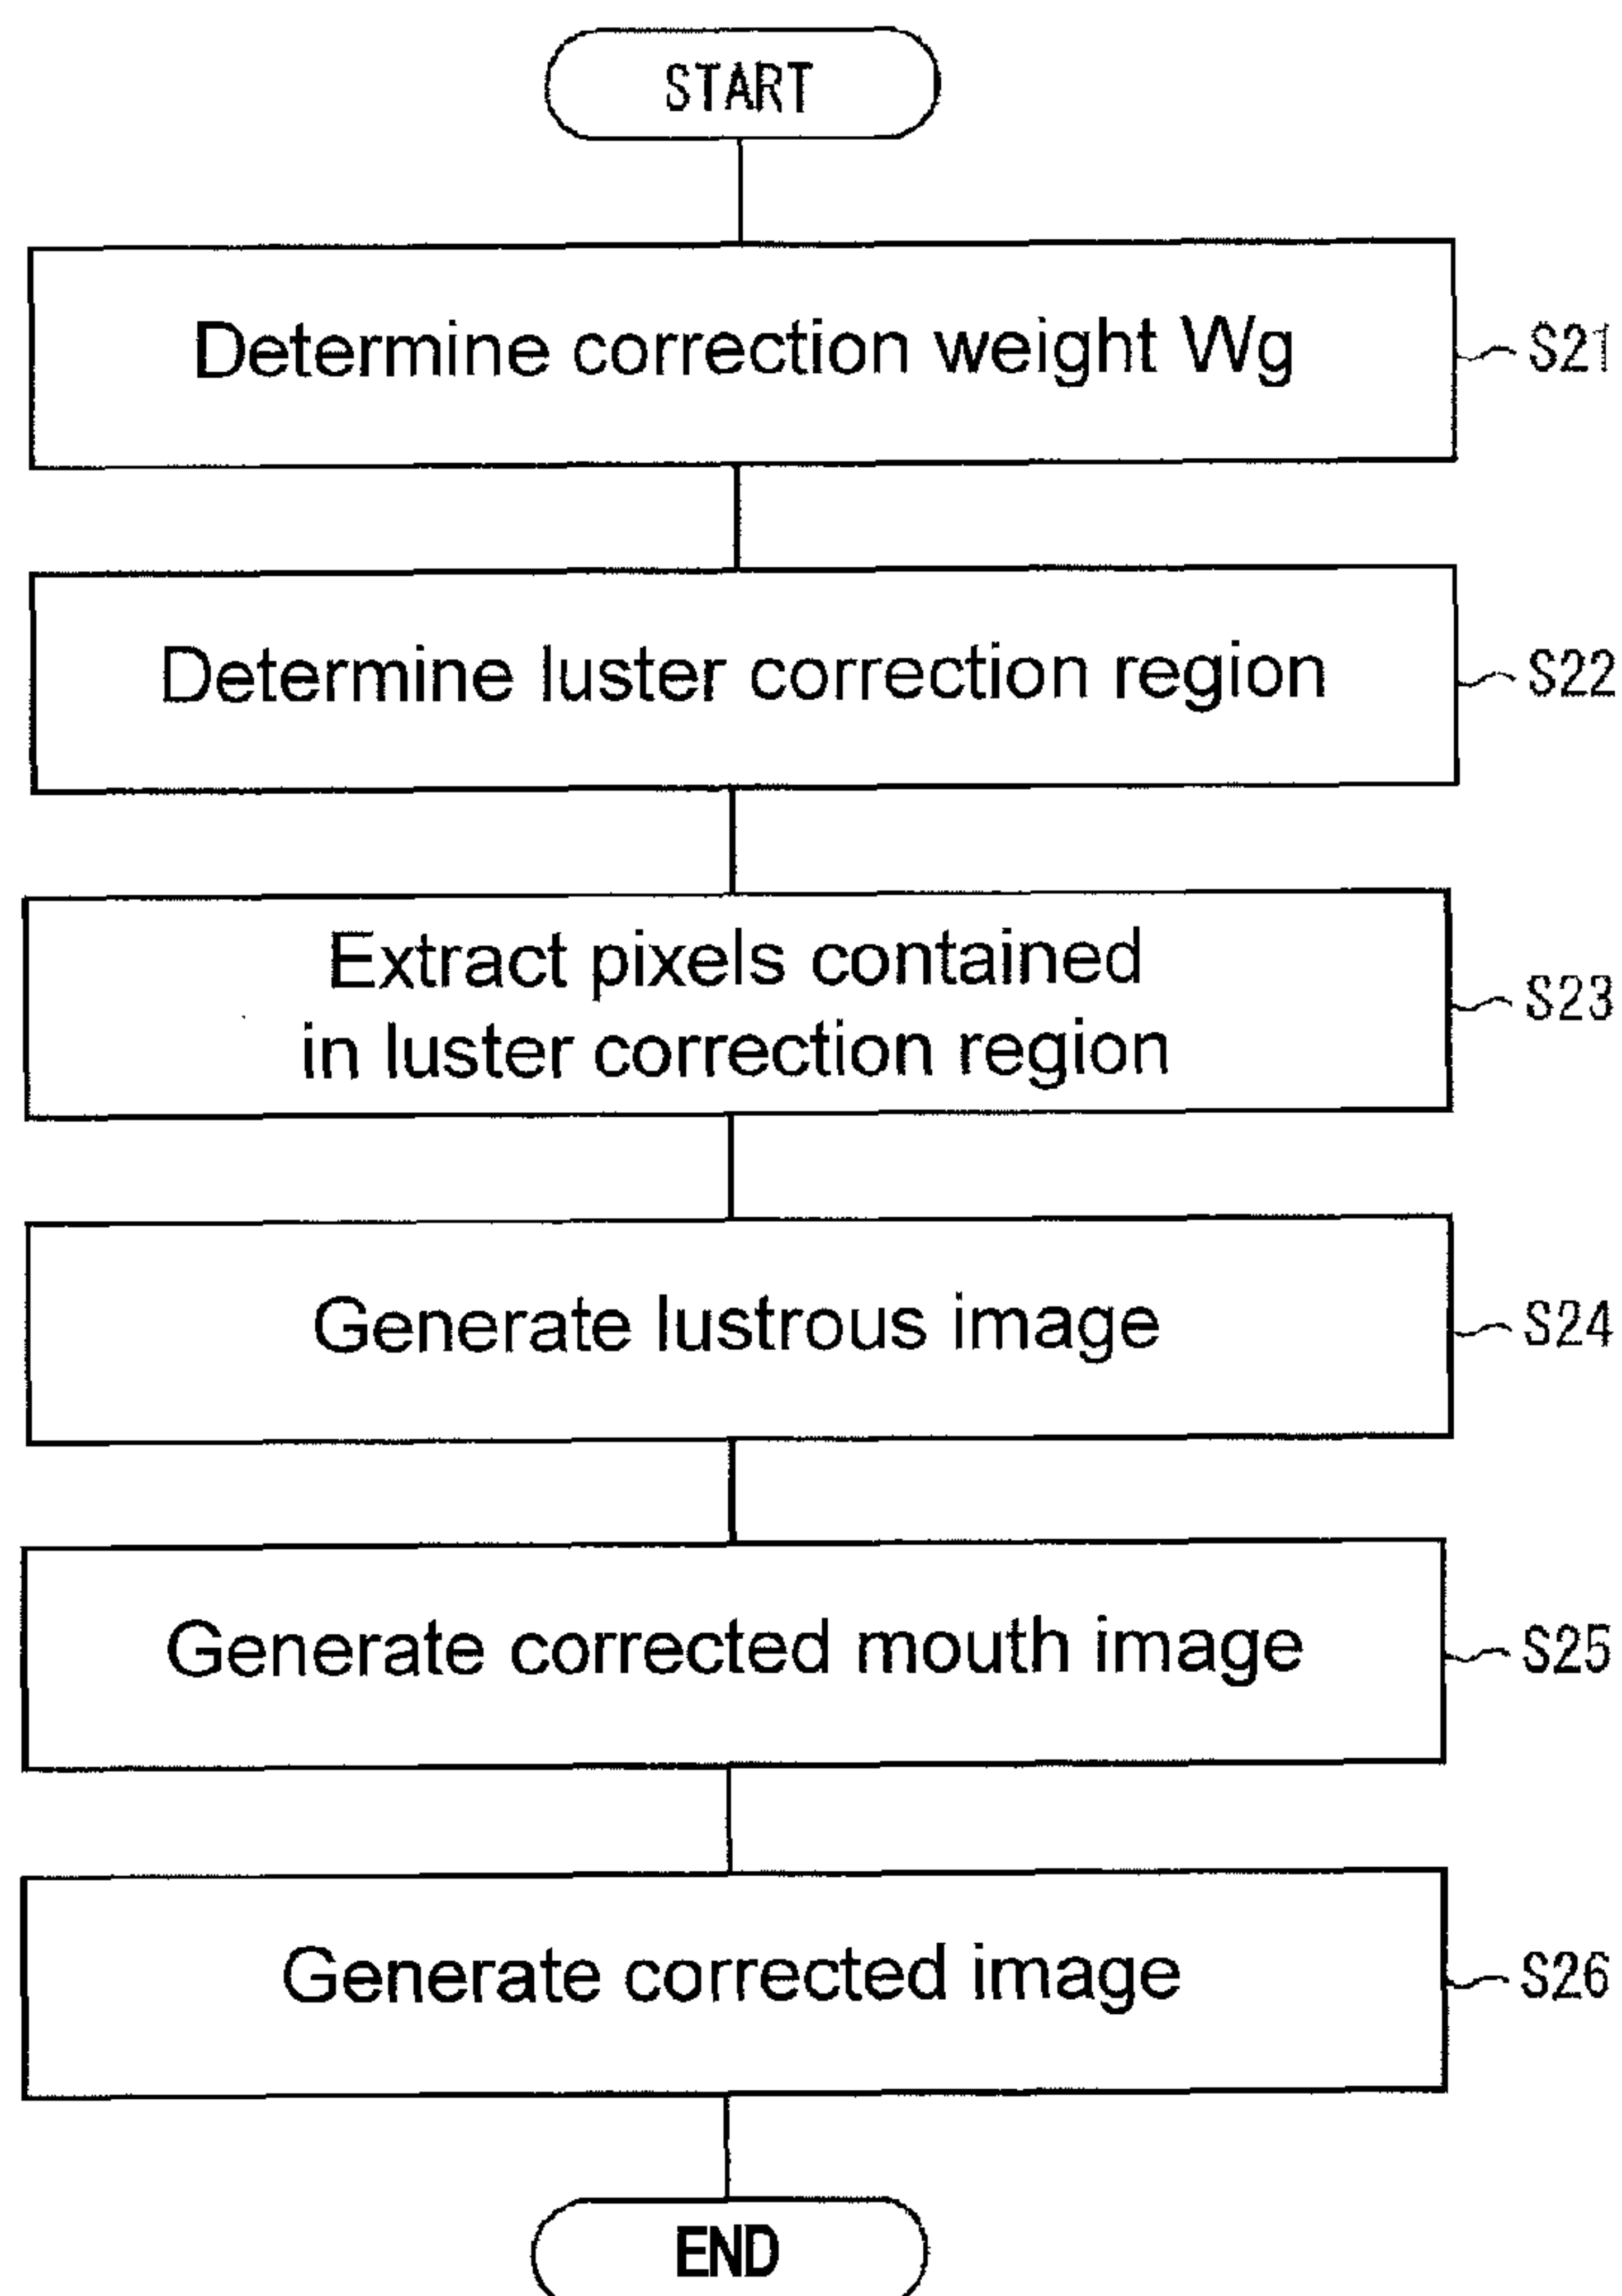 START
Determine correction weight Wg
S21
Determine luster correction region
S22
Extract pixels contained
in luster correction region
S23
Generate lustrous image
S24
Generate corrected mouth image
S25
Generate corrected image
S26
END